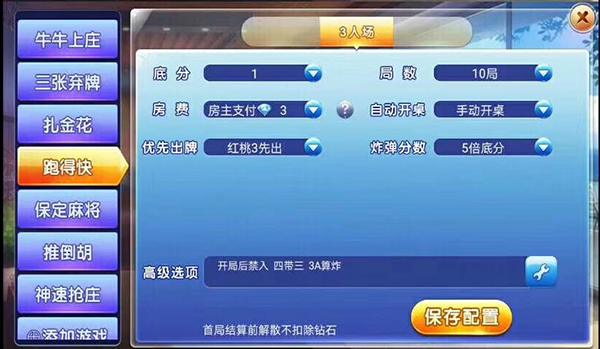 3人场
牛牛上庄
三张弃牌
扎金花
跑得快
保定麻将
推倒胡
神速抢庄
添加游戏
底分 1 局数 10局
房费 房主支付 3 ? 自动开桌 手动开桌
优先出牌 红桃3先出 炸弹分数 5倍底分
高级选项 开局后禁入 四带三 3A算炸
保存配置
首局结算前解散不扣除钻石